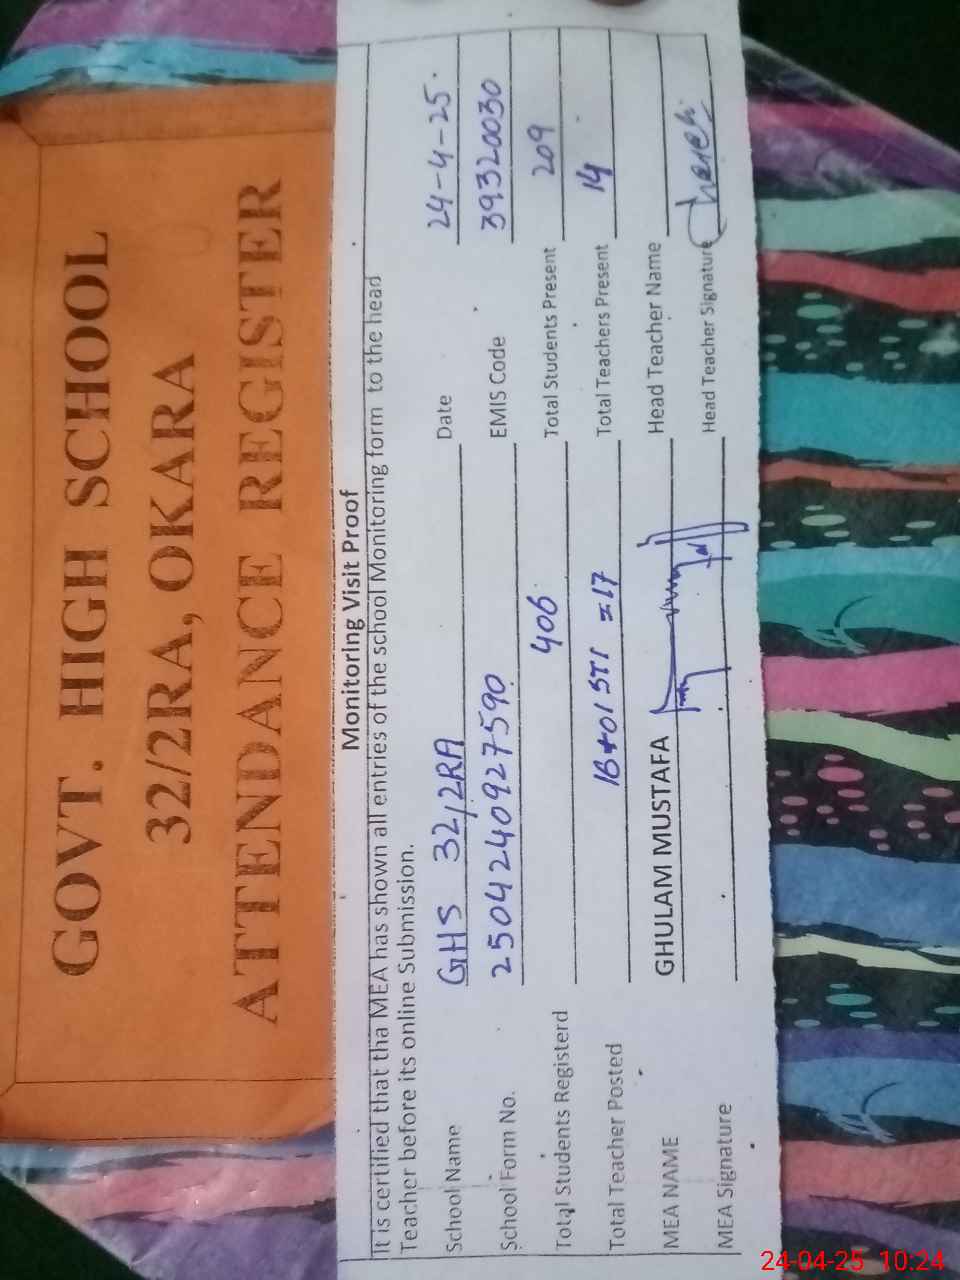 GOVT. HIGH SCHOOL
32/2RA, OKARA
ATTENDANCE REGISTER
Monitoring Visit Proof
It is certified that tha MEA has shown all entries of the school Monitoring form to the head
Teacher before its online Submission.
School Name GHS 32/2RA Date 24-4-25
School Form No. 250424092759 0 EMIS Code 39320030
Total Students Registerd 406 Total Students Present 209
Total Teacher Posted 16+01 STI =17 Total Teachers Present 14
MEA NAME GHULAM MUSTAFA Head Teacher Name
MEA Signature Head Teacher Signature
24-04-25 10:24